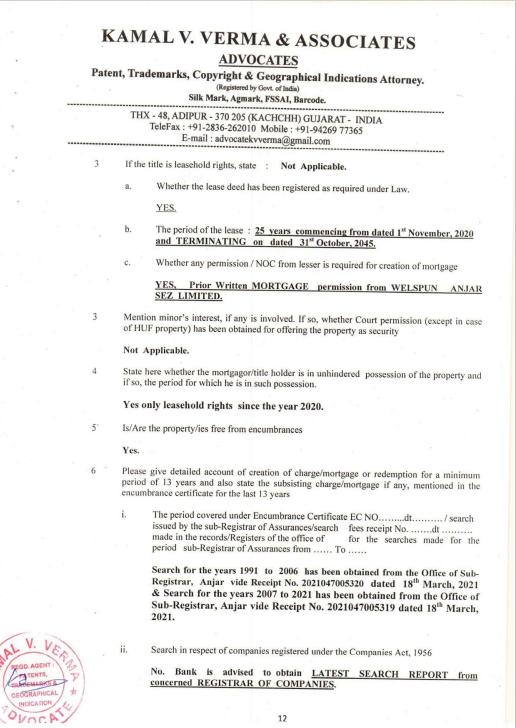 KAMAL V. VERMA & ASSOCIATES
ADVOCATES
Patent, Trademarks, Copyright & Geographical Indications Attorney.
(Registered by Govt. of India)
Silk Mark, Agmark, FSSAI, Barcode.
THX - 48, ADIPUR - 370 205 (KACHCHH) GUJARAT - INDIA
TeleFax : +91-2836-262010 Mobile : +91-94269 77365
E-mail : advocatekvverma@gmail.com
3 If the title is leasehold rights, state : Not Applicable.
a. Whether the lease deed has been registered as required under Law.
YES.
b. The period of the lease : 25 years commencing from dated 1st November, 2020
and TERMINATING on dated 31st October, 2045.
c. Whether any permission / NOC from lesser is required for creation of mortgage
YES, Prior Written MORTGAGE permission from WELSPUN ANJAR
SEZ LIMITED.
3 Mention minor's interest, if any is involved. If so, whether Court permission (except in case
of HUF property) has been obtained for offering the property as security
Not Applicable.
4 State here whether the mortgagor/title holder is in unhindered possession of the property and
if so, the period for which he is in such possession.
Yes only leasehold rights since the year 2020.
5 Is/Are the property/ies free from encumbrances
Yes.
6 Please give detailed account of creation of charge/mortgage or redemption for a minimum
period of 13 years and also state the subsisting charge/mortgage if any, mentioned in the
encumbrance certificate for the last 13 years
i. The period covered under Encumbrance Certificate EC NO.........dt.......... / search
issued by the sub-Registrar of Assurances/search fees receipt No. .......dt ..........
made in the records/Registers of the office of for the searches made for the
period sub-Registrar of Assurances from ...... To ......
Search for the years 1991 to 2006 has been obtained from the Office of Sub-
Registrar, Anjar vide Receipt No. 2021047005320 dated 18th March, 2021
& Search for the years 2007 to 2021 has been obtained from the Office of
Sub-Registrar, Anjar vide Receipt No. 2021047005319 dated 18th March,
2021.
ii. Search in respect of companies registered under the Companies Act, 1956
No. Bank is advised to obtain LATEST SEARCH REPORT from
concerned REGISTRAR OF COMPANIES.
MAL V. VERMA
REGD. AGENT :
PATENTS,
TRADEMARKS &
GEOGRAPHICAL
INDICATION
ADVOCATE
12